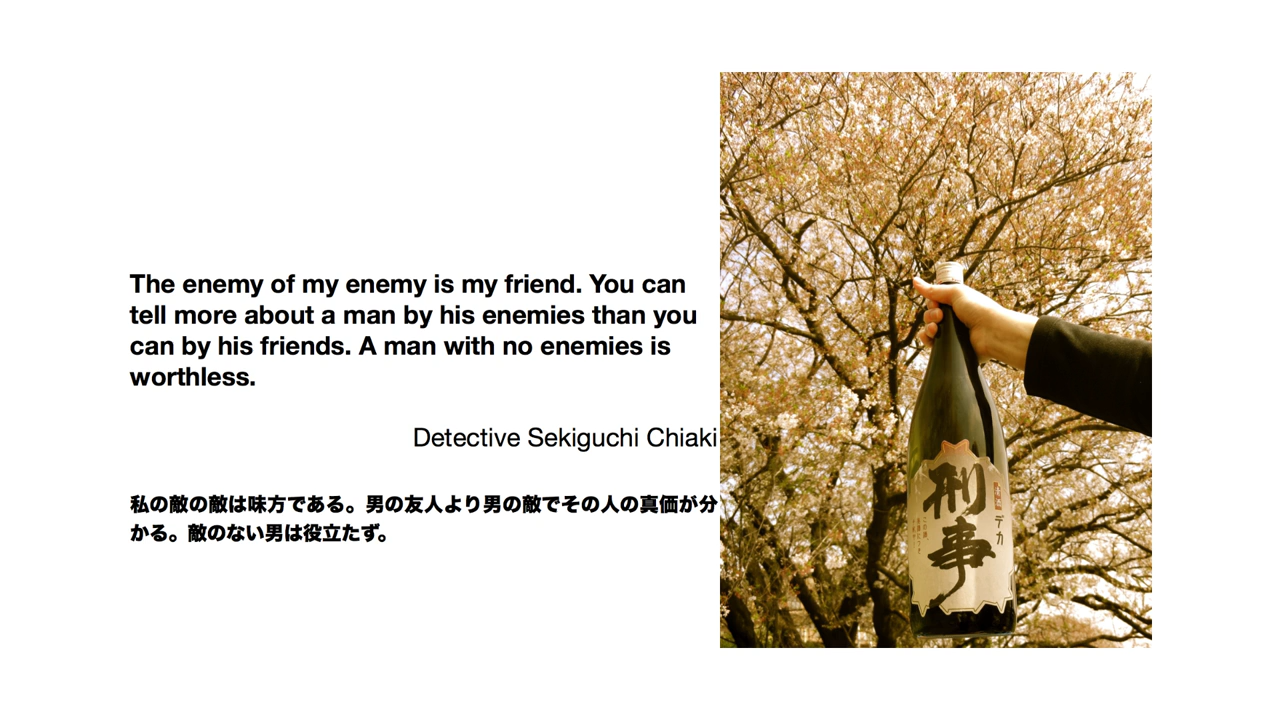 The enemy of my enemy is my friend. You can
tell more about a man by his enemies than you
can by his friends. A man with no enemies is
worthless.
Detective Sekiguchi Chiaki
私の敵の敵は味方である。男の友人より男の敵でその人の真価が分
かる。敵のない男は役立たず。
刑事
デカ